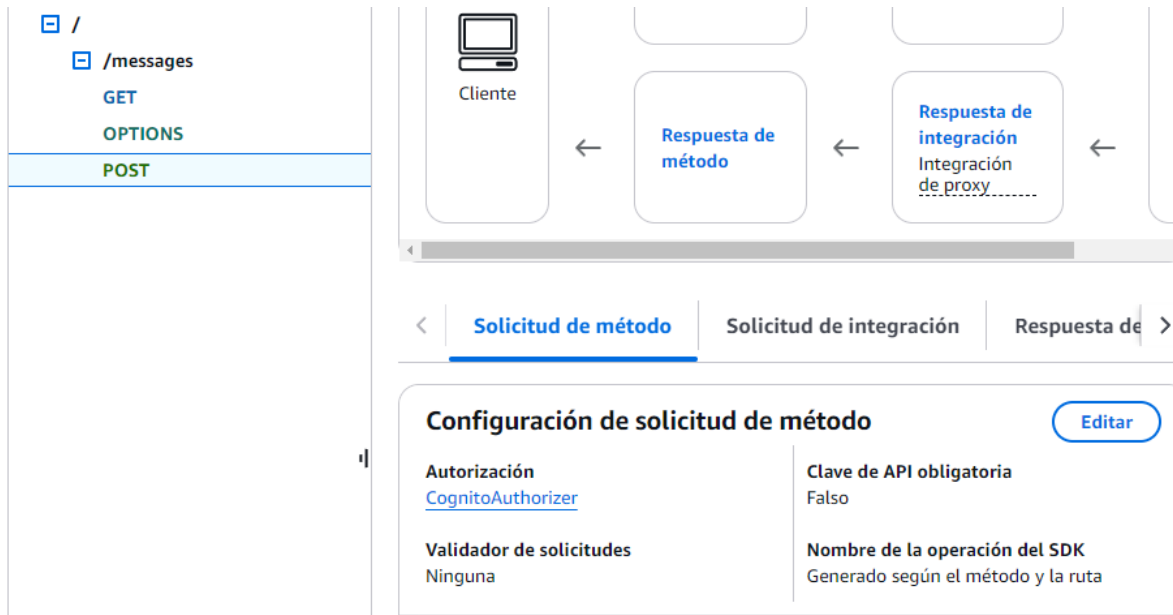 /
/messages
GET
OPTIONS
POST
Cliente
Respuesta de
método
Respuesta de
integración
Integración
de proxy
Solicitud de método
Solicitud de integración
Respuesta de
Configuración de solicitud de método
Editar
Autorización
CognitoAuthorizer
Clave de API obligatoria
Falso
Validador de solicitudes
Ninguna
Nombre de la operación del SDK
Generado según el método y la ruta